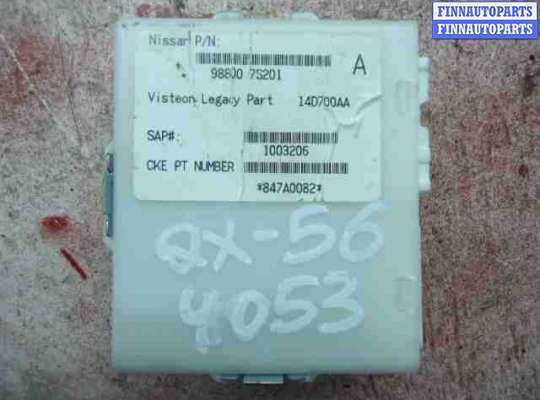 FINNAUTOPARTS
FINNAUTOPARTS
Nissan P/N:
98800 7S201
A
Visteon Legacy Part 14D700AA
SAP#:
1003206
CKE PT NUMBER
*847A0082*
QX-56
4053